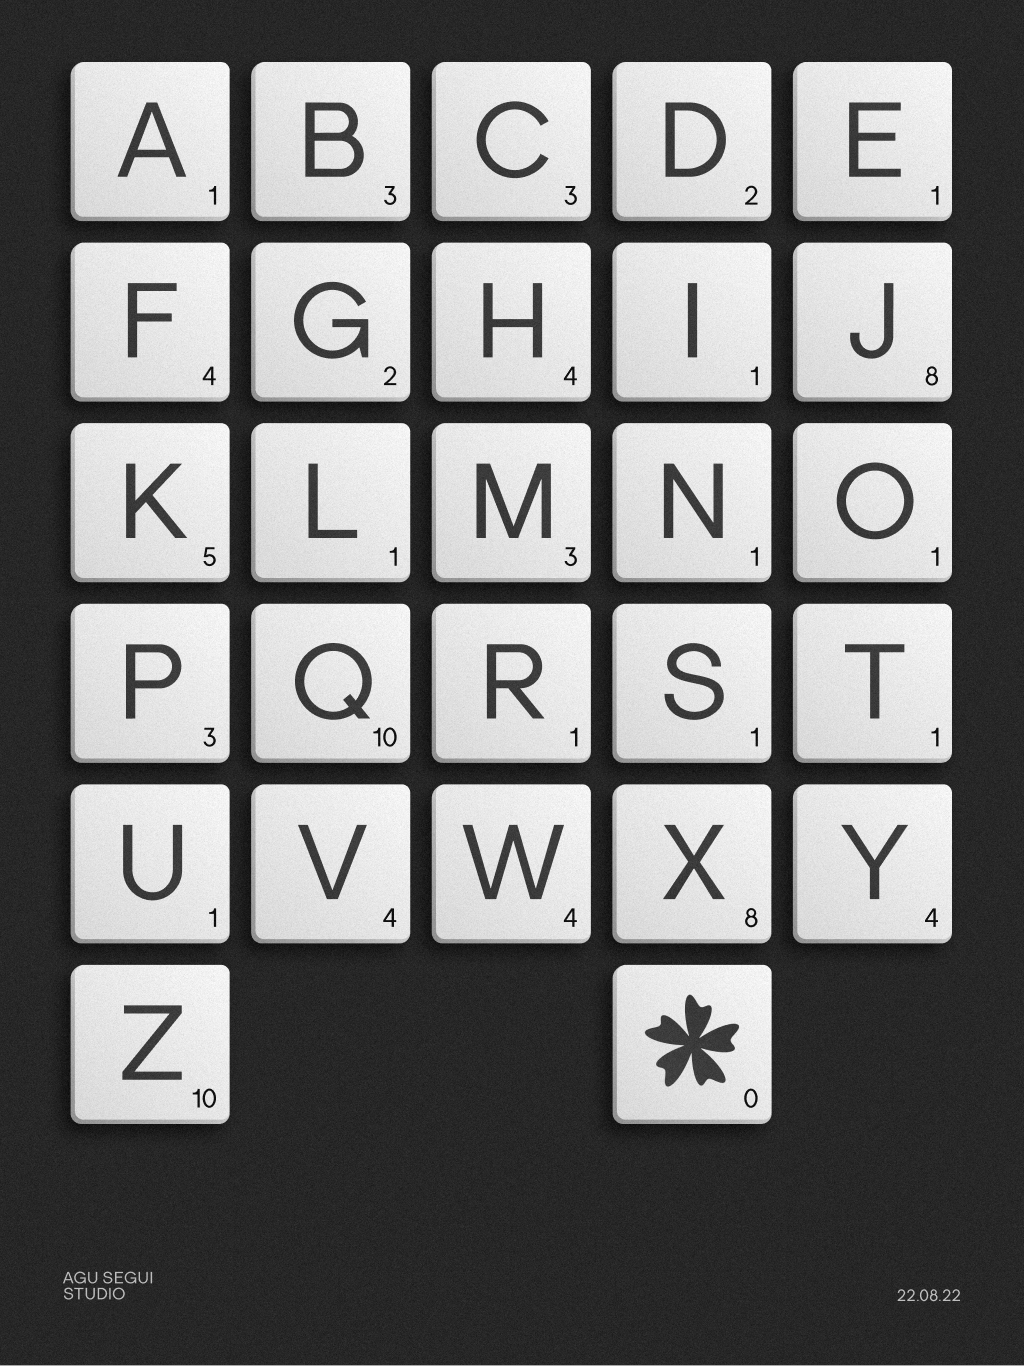 A 1 B 3 C 3 D 2 E 1
F 4 G 2 H 4 I 1 J 8
K 5 L 1 M 3 N 1 O 1
P 3 Q 10 R 1 S 1 T 1
U 1 V 4 W 4 X 8 Y 4
Z 10 0
AGU SEGUI
STUDIO
22.08.22